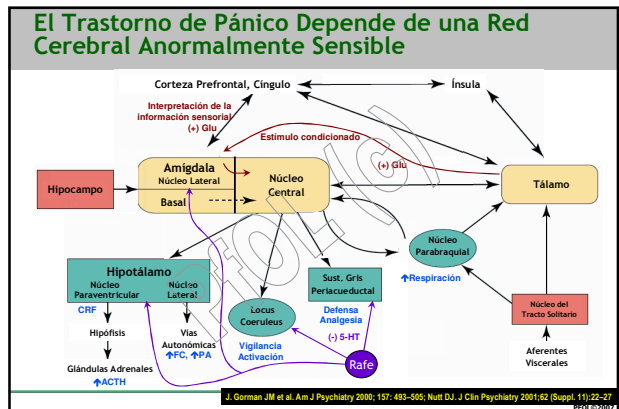 El Trastorno de Pánico Depende de una Red
Cerebral Anormalmente Sensible
Corteza Prefrontal, Cíngulo
Ínsula
Interpretación de la
información sensorial
(+) Glu
Estímulo condicionado
(+) Glu
Hipocampo
Amígdala
Núcleo Lateral
Basal
Núcleo
Central
Tálamo
Núcleo
Parabraquial
↑Respiración
Hipotálamo
Núcleo
Paraventricular
Núcleo
Lateral
CRF
Hipófisis
Glándulas Adrenales
↑ACTH
Vías
Autonómicas
↑FC, ↑PA
Locus
Coeruleus
Vigilancia
Activación
Sust. Gris
Periacueductal
Defensa
Analgesia
(-) 5-HT
Rafe
Núcleo del
Tracto Solitario
Aferentes
Viscerales
J. Gorman JM et al. Am J Psychiatry 2000; 157: 493–505; Nutt DJ. J Clin Psychiatry 2001;62 (Suppl. 11):22–27
PFOL©2007